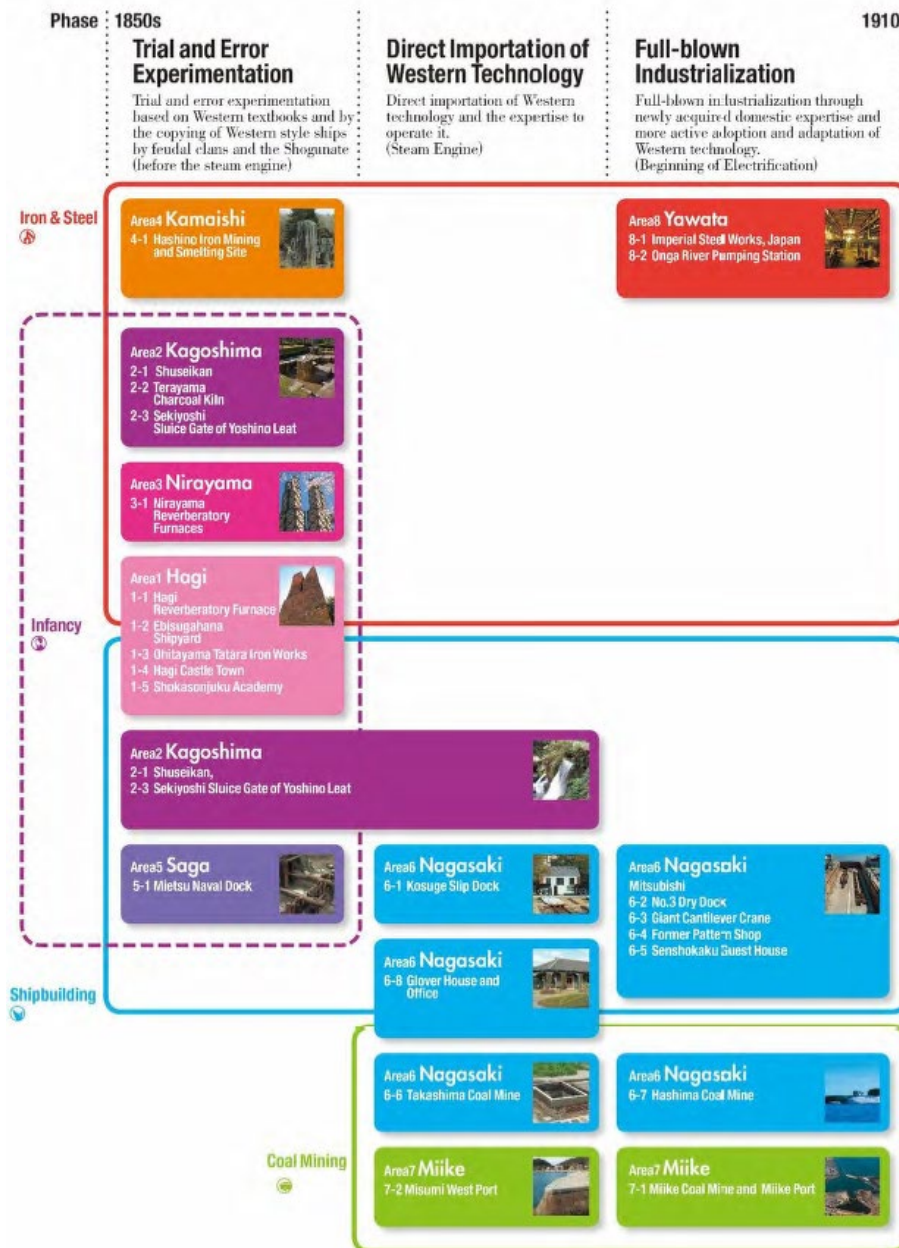 Phase 1850s 1910
Trial and Error
Experimentation
Trial and error experimentation
based on Western textbooks and by
the copying of Western style ships
by feudal clans and the Shogunate
(before the steam engine)
Direct Importation of
Western Technology
Direct importation of Western
technology and the expertise to
operate it.
(Steam Engine)
Full-blown
Industrialization
Full-blown industrialization through
newly acquired domestic expertise and
more active adoption and adaptation of
Western technology.
(Beginning of Electrification)
Iron & Steel
Area4 Kamaishi
4-1 Hashino Iron Mining
and Smelting Site
Area8 Yawata
8-1 Imperial Steel Works, Japan
8-2 Onga River Pumping Station
Area2 Kagoshima
2-1 Shuseikan
2-2 Terayama
Charcoal Kiln
2-3 Sekiyoshi
Sluice Gate of Yoshino Leat
Area3 Nirayama
3-1 Nirayama
Reverberatory
Furnaces
Infancy
Area1 Hagi
1-1 Hagi
Reverberatory Furnace
1-2 Ebisugahana
Shipyard
1-3 Ohitayama Tatara Iron Works
1-4 Hagi Castle Town
1-5 Shokasonjuku Academy
Area2 Kagoshima
2-1 Shuseikan,
2-3 Sekiyoshi Sluice Gate of Yoshino Leat
Area5 Saga
5-1 Mietsu Naval Dock
Area6 Nagasaki
6-1 Kosuge Slip Dock
Area6 Nagasaki
Mitsubishi
6-2 No.3 Dry Dock
6-3 Giant Cantilever Crane
6-4 Former Pattern Shop
6-5 Senshokaku Guest House
Area6 Nagasaki
6-8 Glover House and
Office
Shipbuilding
Area6 Nagasaki
6-6 Takashima Coal Mine
Area6 Nagasaki
6-7 Hashima Coal Mine
Coal Mining
Area7 Miike
7-2 Misumi West Port
Area7 Miike
7-1 Miike Coal Mine and Miike Port